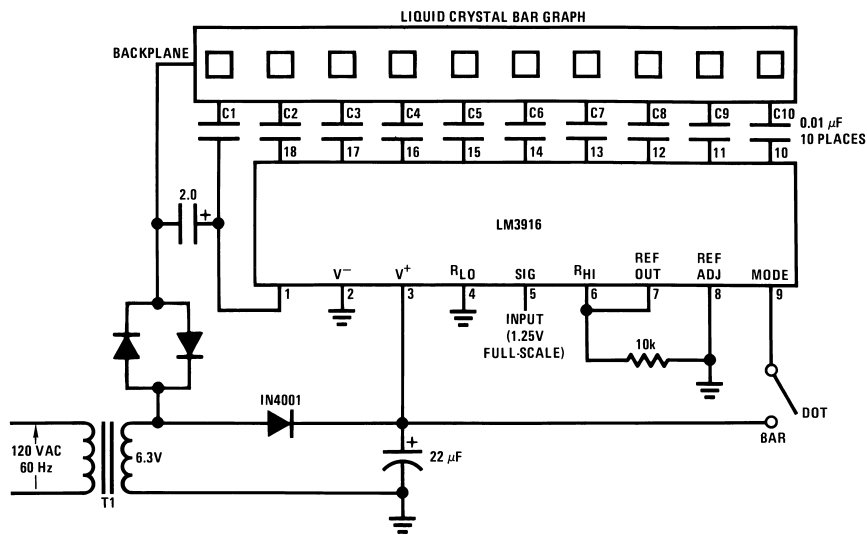 LIQUID CRYSTAL BAR GRAPH
BACKPLANE
C1 C2 C3 C4 C5 C6 C7 C8 C9 C10
0.01 μF
10 PLACES
18 17 16 15 14 13 12 11 10
2.0
+
LM3916
V− V+ RLO SIG RHI REF OUT REF ADJ MODE
1 2 3 4 5 6 7 8 9
INPUT
(1.25V
FULL-SCALE)
10k
DOT
BAR
IN4001
120 VAC
60 Hz
6.3V
T1
+
22 μF